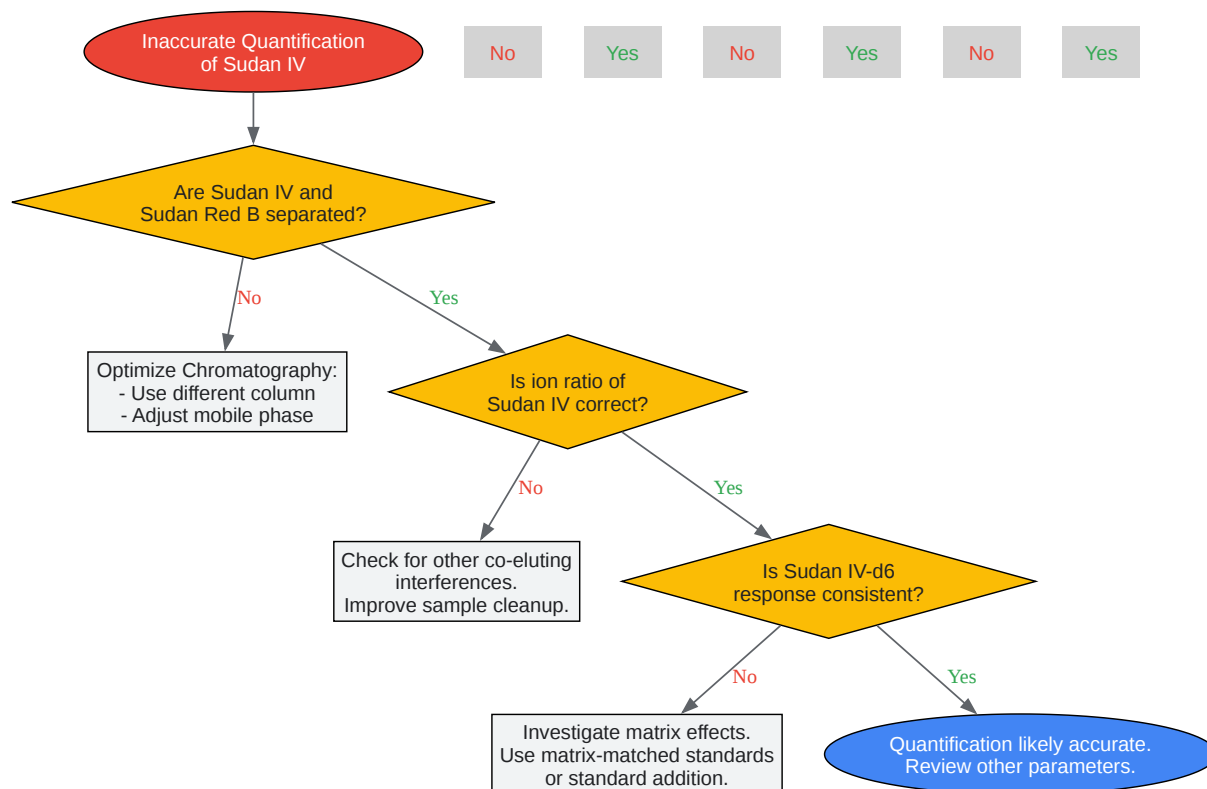 Inaccurate Quantification
of Sudan IV
No
Yes
No
Yes
No
Yes
Are Sudan IV and
Sudan Red B separated?
No
Yes
Optimize Chromatography:
- Use different column
- Adjust mobile phase
Is ion ratio of
Sudan IV correct?
No
Yes
Check for other co-eluting
interferences.
Improve sample cleanup.
Is Sudan IV-d6
response consistent?
No
Yes
Investigate matrix effects.
Use matrix-matched standards
or standard addition.
Quantification likely accurate.
Review other parameters.